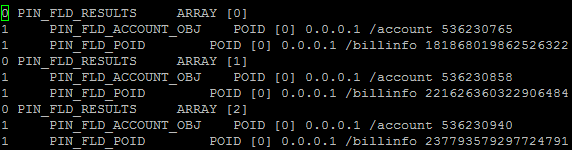 0 PIN_FLD_RESULTS ARRAY [0]
1 PIN_FLD_ACCOUNT_OBJ POID [0] 0.0.0.1 /account 536230765
1 PIN_FLD_POID POID [0] 0.0.0.1 /billinfo 181868019862526322
0 PIN_FLD_RESULTS ARRAY [1]
1 PIN_FLD_ACCOUNT_OBJ POID [0] 0.0.0.1 /account 536230858
1 PIN_FLD_POID POID [0] 0.0.0.1 /billinfo 221626360322906484
0 PIN_FLD_RESULTS ARRAY [2]
1 PIN_FLD_ACCOUNT_OBJ POID [0] 0.0.0.1 /account 536230940
1 PIN_FLD_POID POID [0] 0.0.0.1 /billinfo 237793579297724791